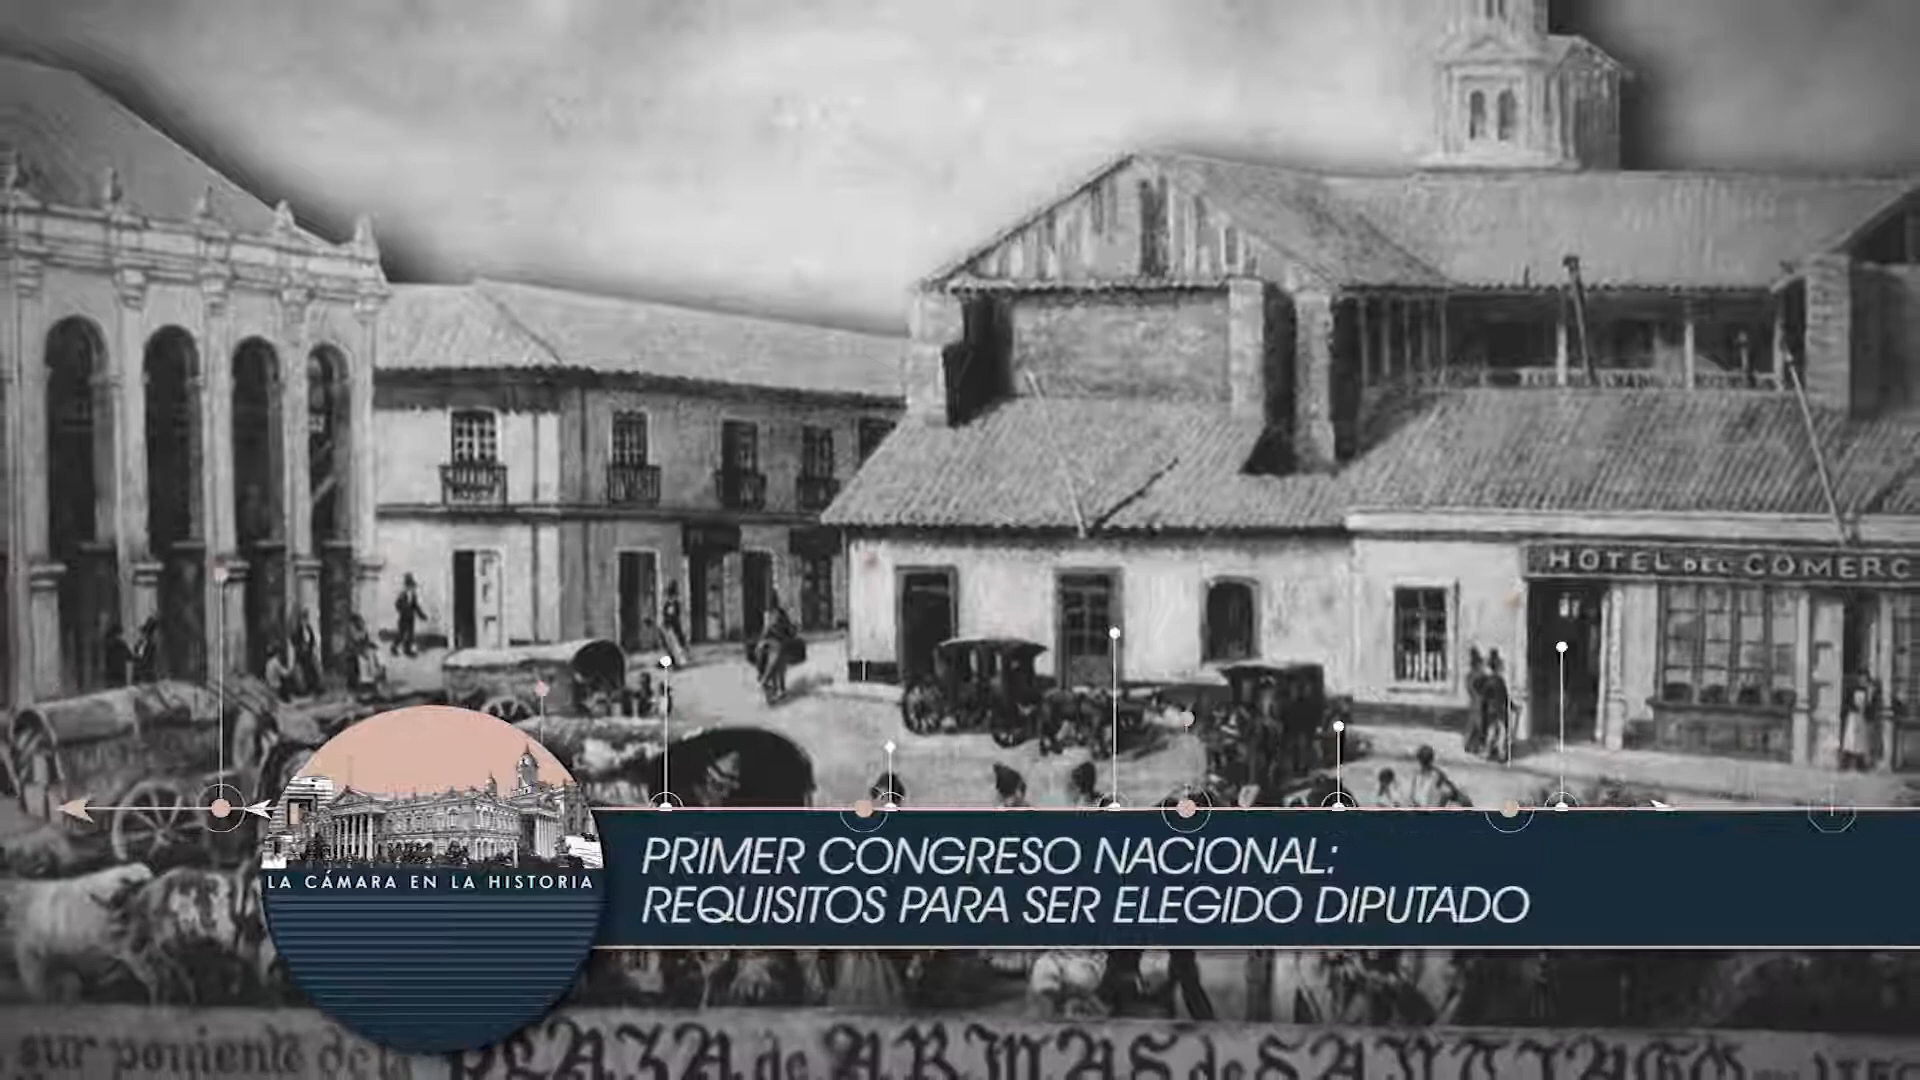 HOTEL DEL COMERC
PRIMER CONGRESO NACIONAL:
REQUISITOS PARA SER ELEGIDO DIPUTADO
LA CÁMARA EN LA HISTORIA
sur poniente de la PLAZA de ARMAS de SANTIAGO